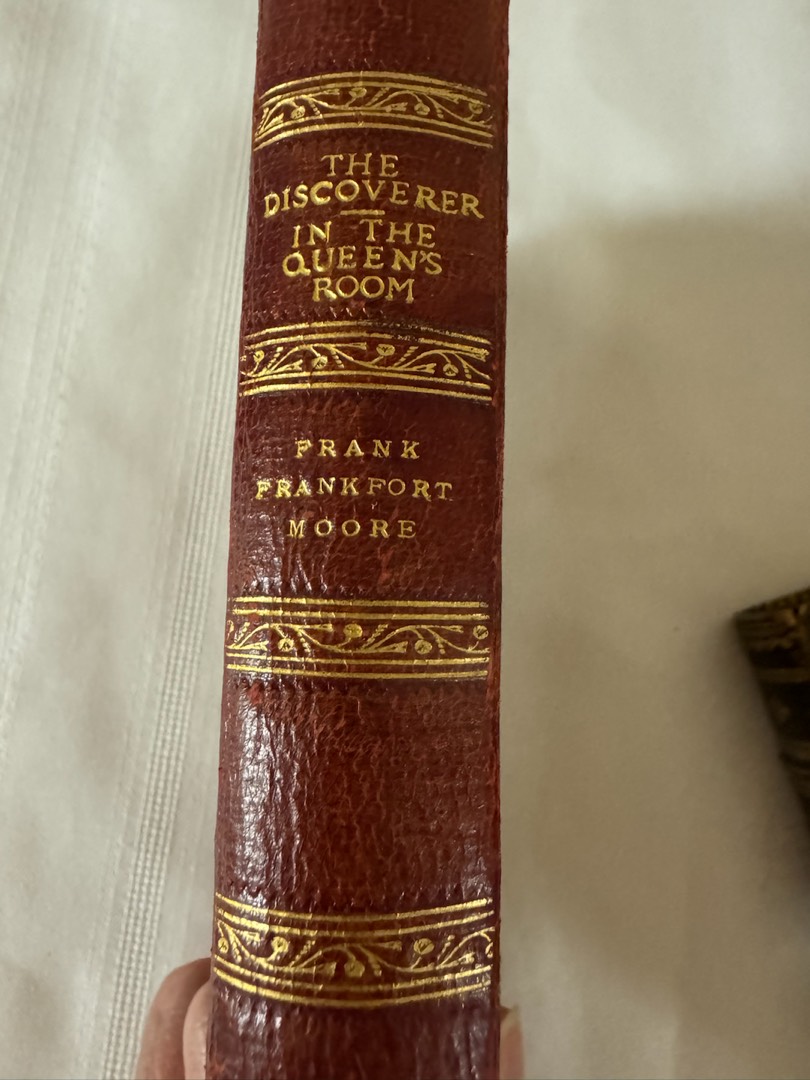 THE
DISCOVERER
IN THE
QUEEN'S
ROOM
FRANK
FRANKFORT
MOORE